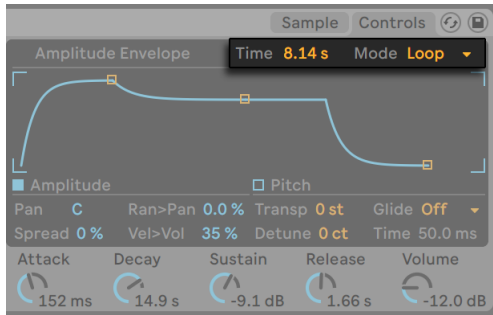 Sample Controls
Amplitude Envelope Time 8.14 s Mode Loop
Amplitude Pitch
Pan C Ran>Pan 0.0 % Transp 0 st Glide Off
Spread 0 % Vel>Vol 35 % Detune 0 ct Time 50.0 ms
Attack Decay Sustain Release Volume
152 ms 14.9 s -9.1 dB 1.66 s -12.0 dB